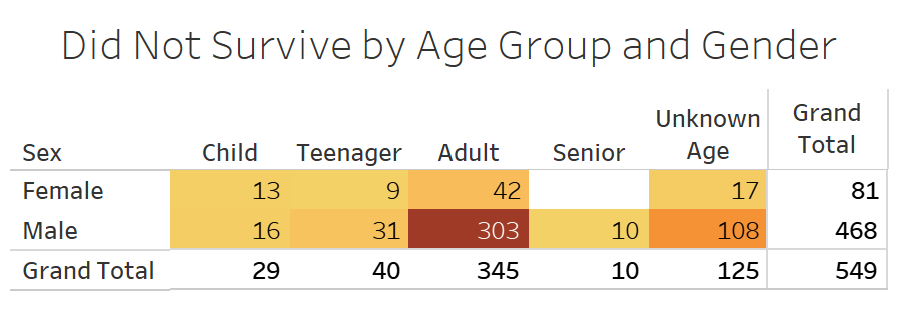 Did Not Survive by Age Group and Gender
Sex Child Teenager Adult Senior Unknown Age Grand Total
Female 13 9 42 17 81
Male 16 31 303 10 108 468
Grand Total 29 40 345 10 125 549